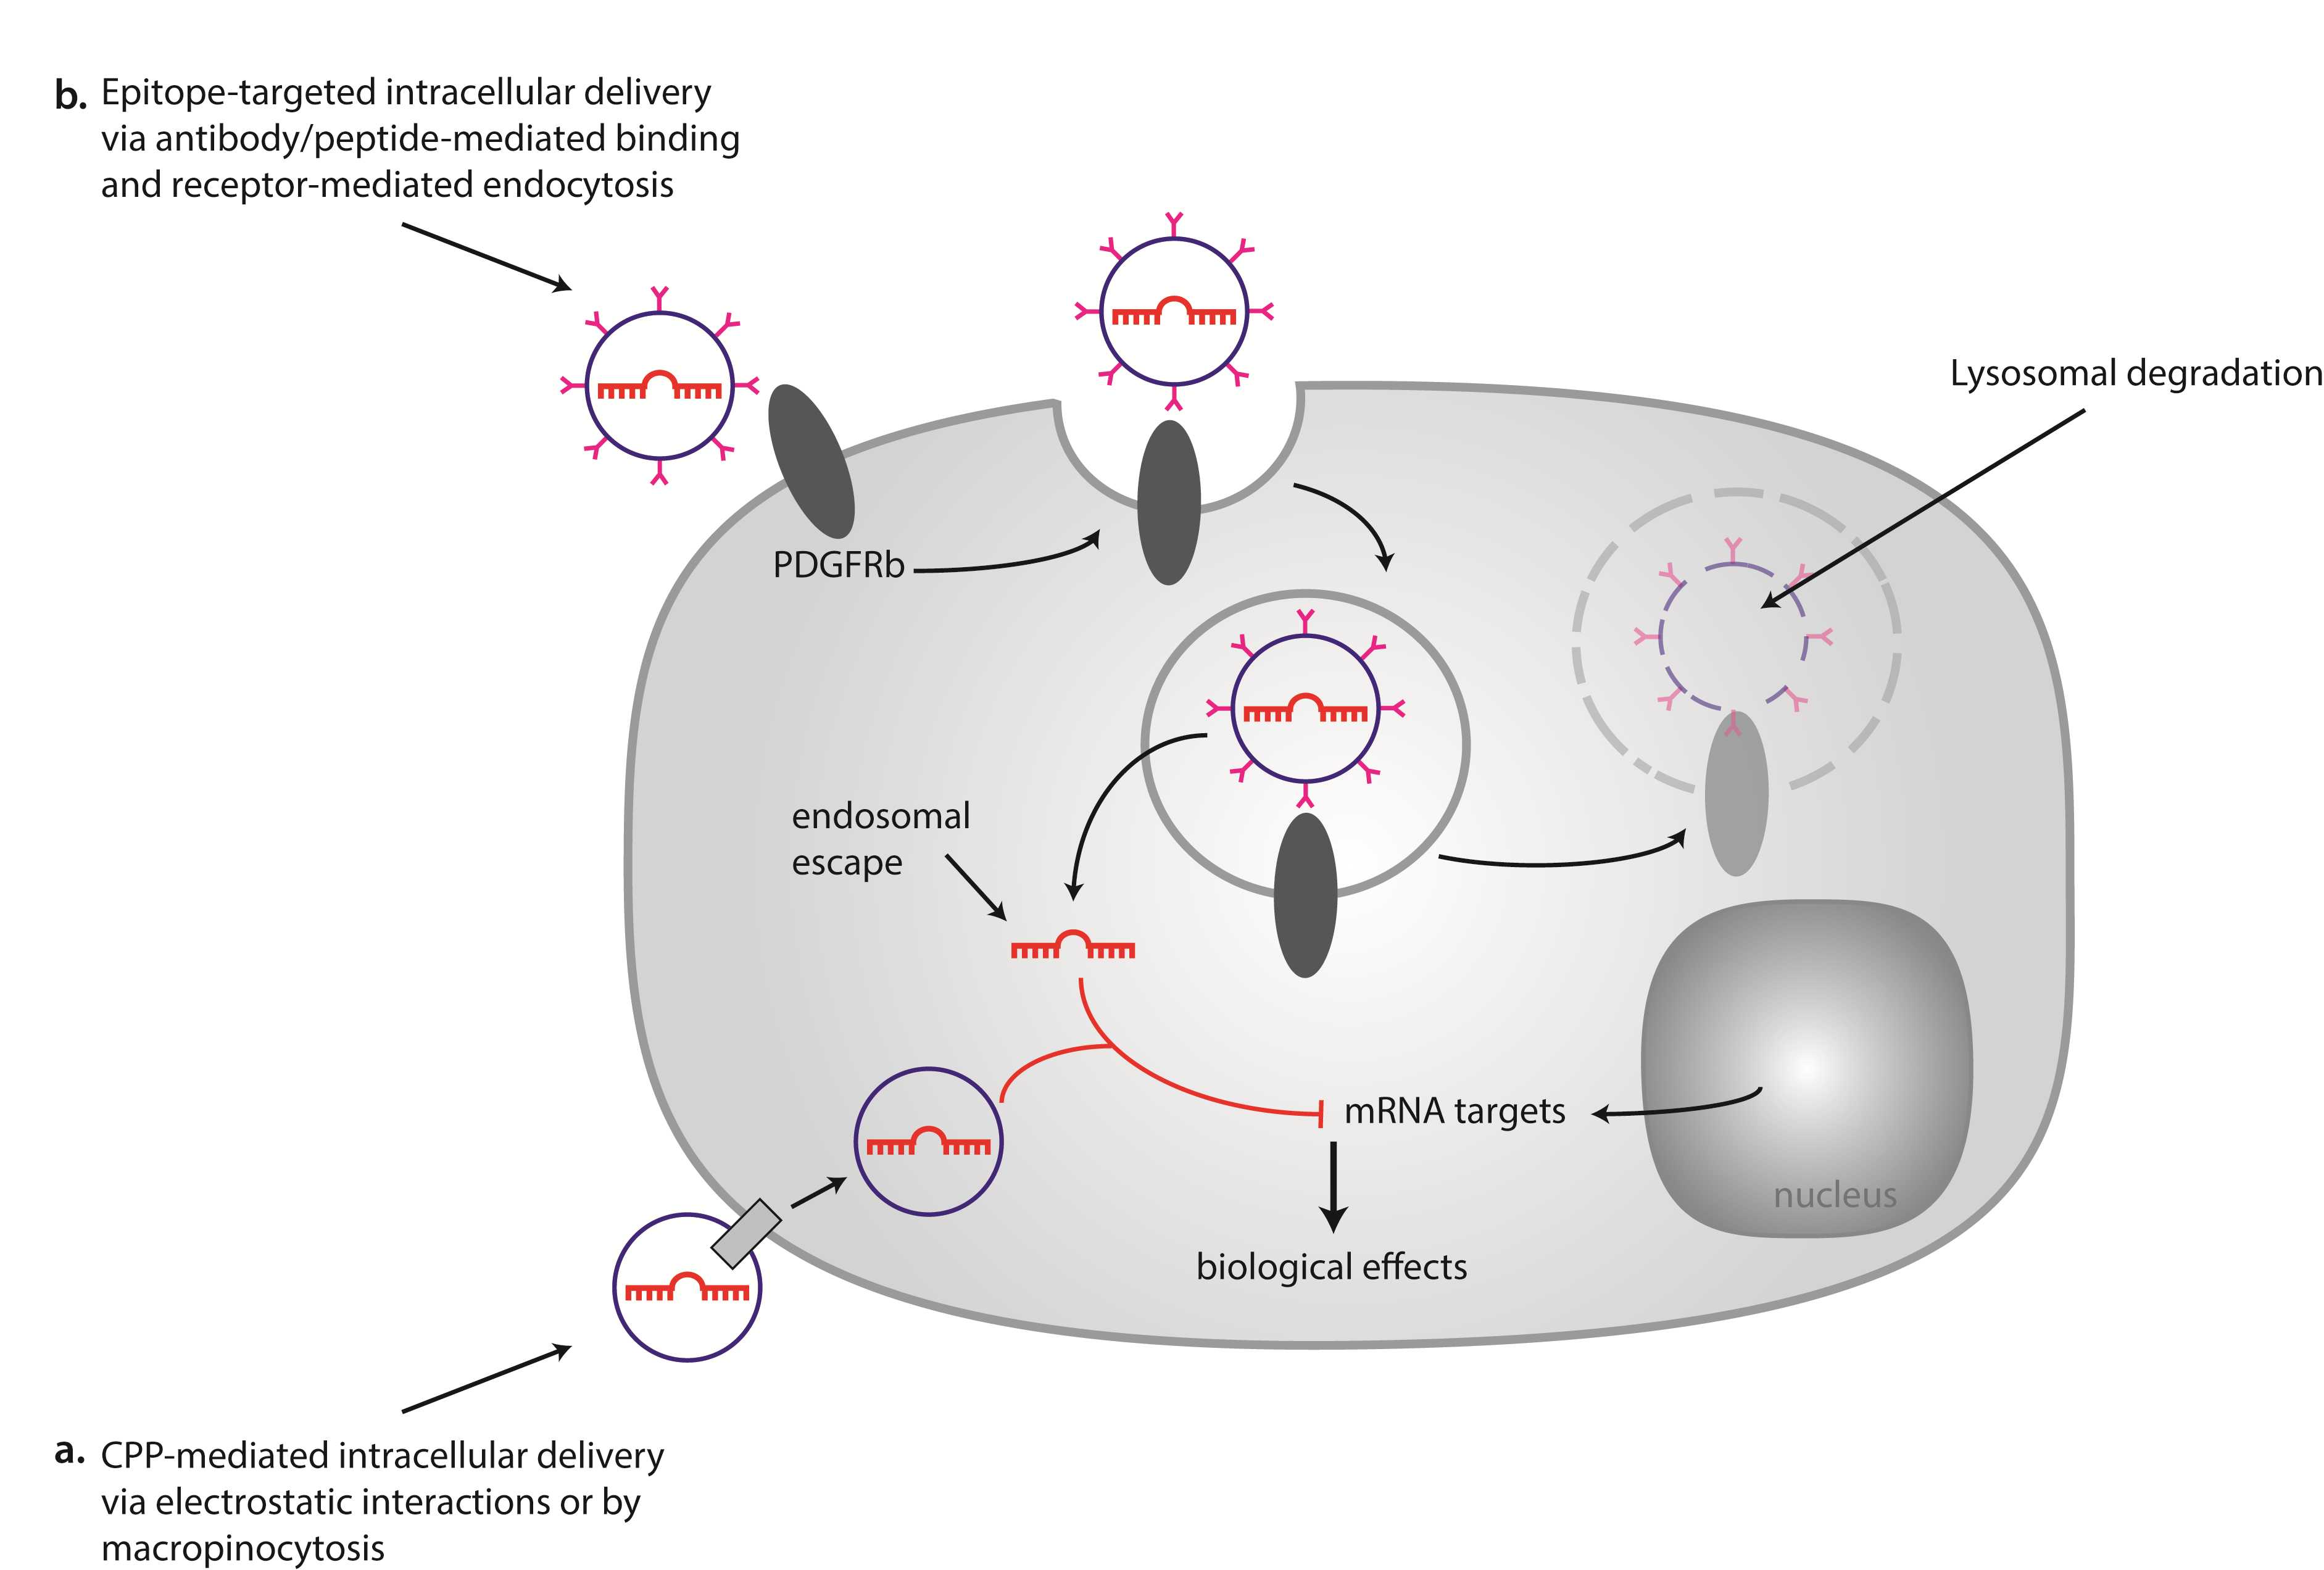 b. Epitope-targeted intracellular delivery
via antibody/peptide-mediated binding
and receptor-mediated endocytosis
Lysosomal degradation
PDGFRb
endosomal
escape
mRNA targets
nucleus
biological effects
a. CPP-mediated intracellular delivery
via electrostatic interactions or by
macropinocytosis